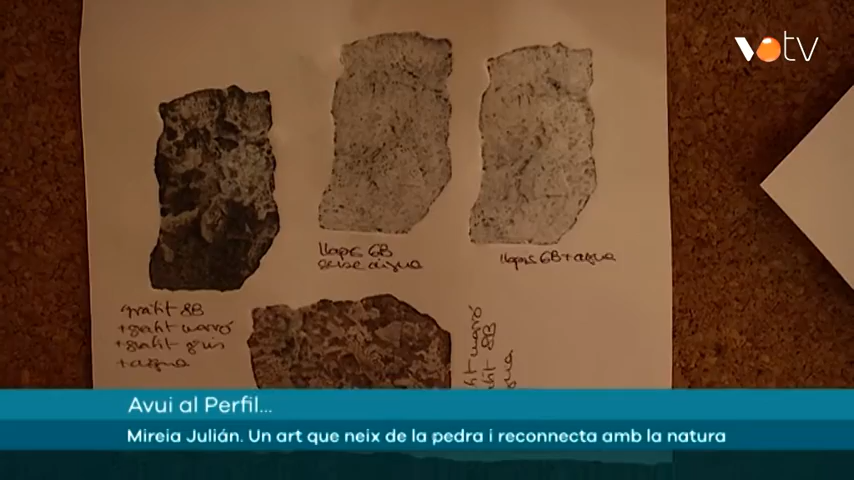 votv
llapis 6B
sense aigua
llapis 6B + aigua
grafit 8B
+ grafit marró
+ grafit gris
+ aigua
marró
8B
Avui al Perfil...
Mireia Julián. Un art que neix de la pedra i reconnecta amb la natura